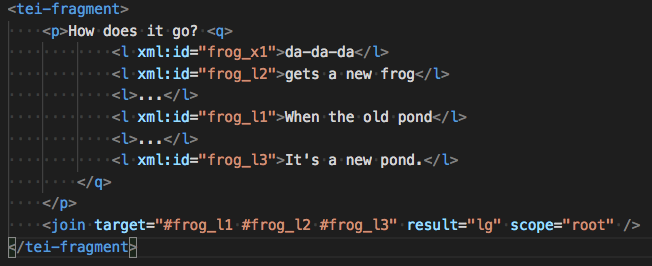 <tei-fragment>
<p>How does it go? <q>
<l xml:id="frog_x1">da-da-da</l>
<l xml:id="frog_l2">gets a new frog</l>
<l>...</l>
<l xml:id="frog_l1">When the old pond</l>
<l>...</l>
<l xml:id="frog_l3">It's a new pond.</l>
</q>
</p>
<join target="#frog_l1 #frog_l2 #frog_l3" result="lg" scope="root" />
</tei-fragment>